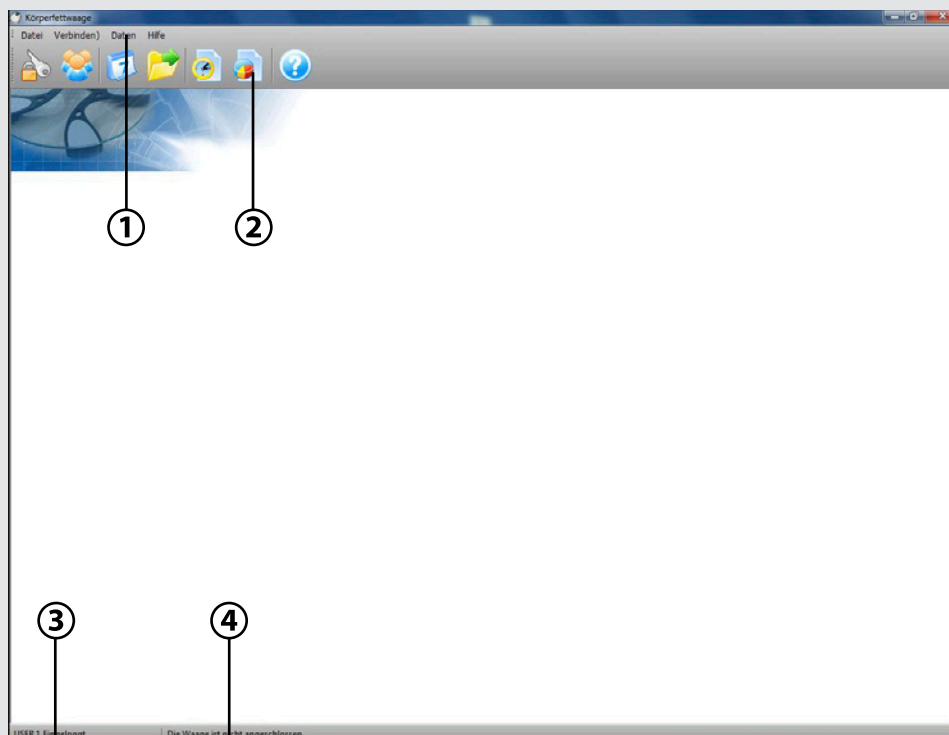 Körperfettwaage
Datei Verbinden) Daten Hilfe
?
1 2
3 4
USER 1 Eingeloggt Die Waage ist nicht angeschlossen